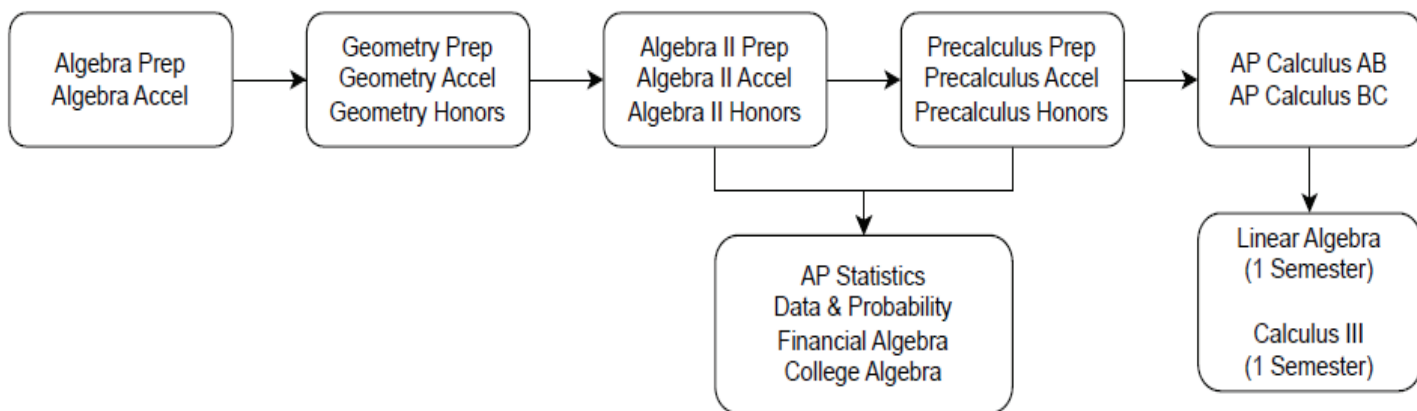 Algebra Prep
Algebra Accel
Geometry Prep
Geometry Accel
Geometry Honors
Algebra II Prep
Algebra II Accel
Algebra II Honors
Precalculus Prep
Precalculus Accel
Precalculus Honors
AP Calculus AB
AP Calculus BC
AP Statistics
Data & Probability
Financial Algebra
College Algebra
Linear Algebra
(1 Semester)
Calculus III
(1 Semester)